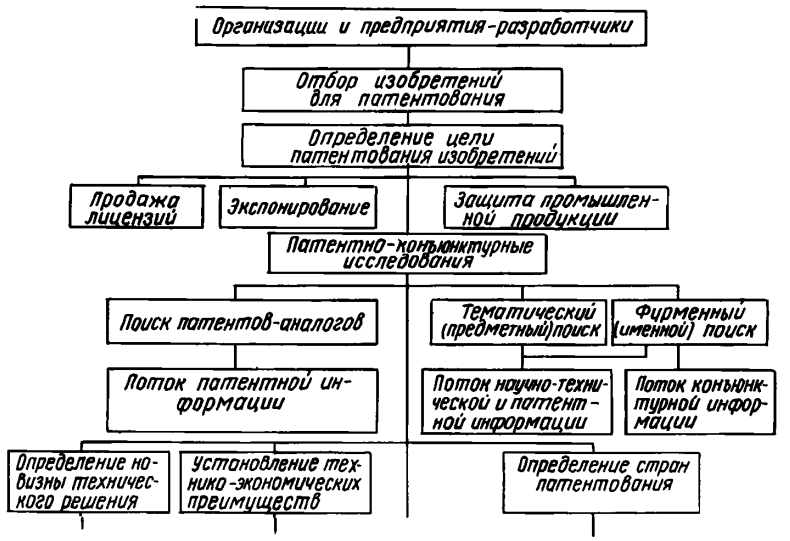 Организации и предприятия-разработчики
Отбор изобретений
для патентования
Определение цели
патентования изобретений
Продажа
лицензий
Экспонирование
Защита промышлен-
ной продукции
Патентно-конъюнктурные
исследования
Поиск патентов-аналогов
Тематический
(предметный) поиск
Фирменный
(именной) поиск
Поток патентной ин-
формации
Поток научно-техни-
ческой и патент-
ной информации
Поток конъюнк-
турной инфор-
мации
Определение но-
визны техничес-
кого решения
Установление тех-
нико-экономических
преимуществ
Определение стран
патентования